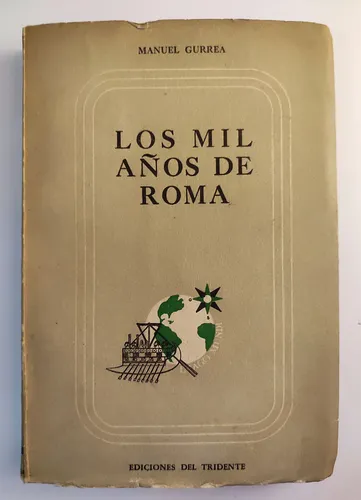 MANUEL GURREA
LOS MIL
AÑOS DE
ROMA
EDICIONES DEL TRIDENTE